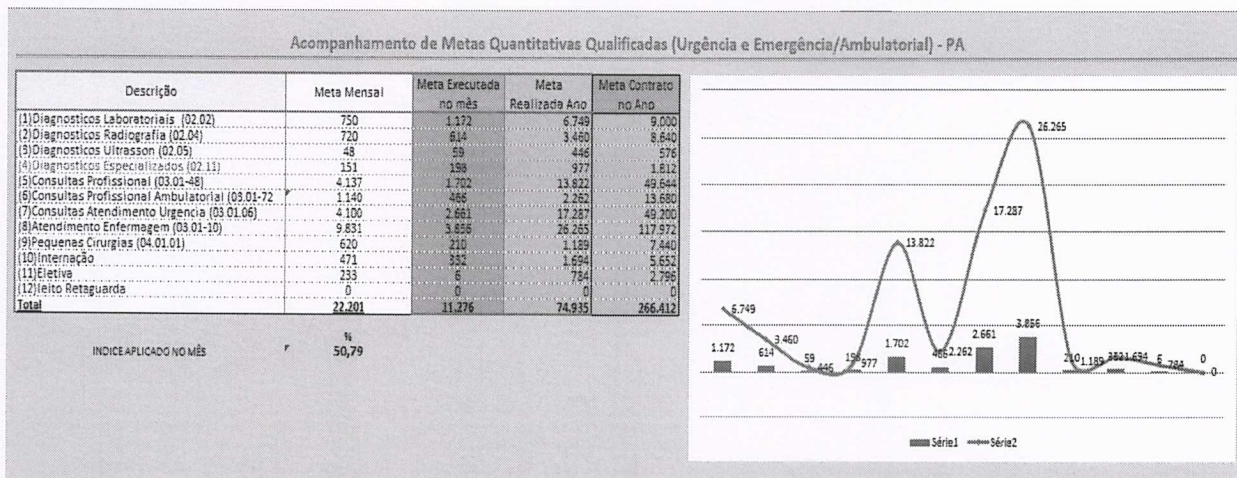 Acompanhamento de Metas Quantitativas Qualificadas (Urgência e Emergência/Ambulatorial) - PA
Descrição Meta Mensal Meta Executada no mês Meta Realizada Ano Meta Contrato no Ano
(1)Diagnosticos Laboratoriais (02.02) 750 1.172 6.749 9.000
(2)Diagnosticos Radiografia (02.04) 720 614 3.460 8.640
(3)Diagnosticos Ultrasson (02.05) 48 59 446 576
(4)Diagnosticos Especializados (02.11) 151 198 977 1.812
(5)Consultas Profissional (03.01-48) 4.137 1.702 13.822 49.644
(6)Consultas Profissional Ambulatorial (03.01-72 1.140 466 2.262 13.680
(7)Consultas Atendimento Urgencia (03.01.06) 4.100 2.661 17.287 49.200
(8)Atendimento Enfermagem (03.01-10) 9.831 3.856 26.265 117.972
(9)Pequenas Cirurgias (04.01.01) 620 210 1.189 7.440
(10)Internação 471 332 1.694 5.652
(11)Eletiva 233 6 784 2.796
(12)leito Retaguarda 0 0 0 0
Total 22.201 11.276 74.935 266.412
%
INDICE APLICADO NO MÊS 50,79
26.265
17.287
13.822
6.749
3.460
1.172 614 59 446 198 977 1.702 466 2.262 2.661 3.856 210 1.189 332 1.694 6 784 0 0
Série1 Série2